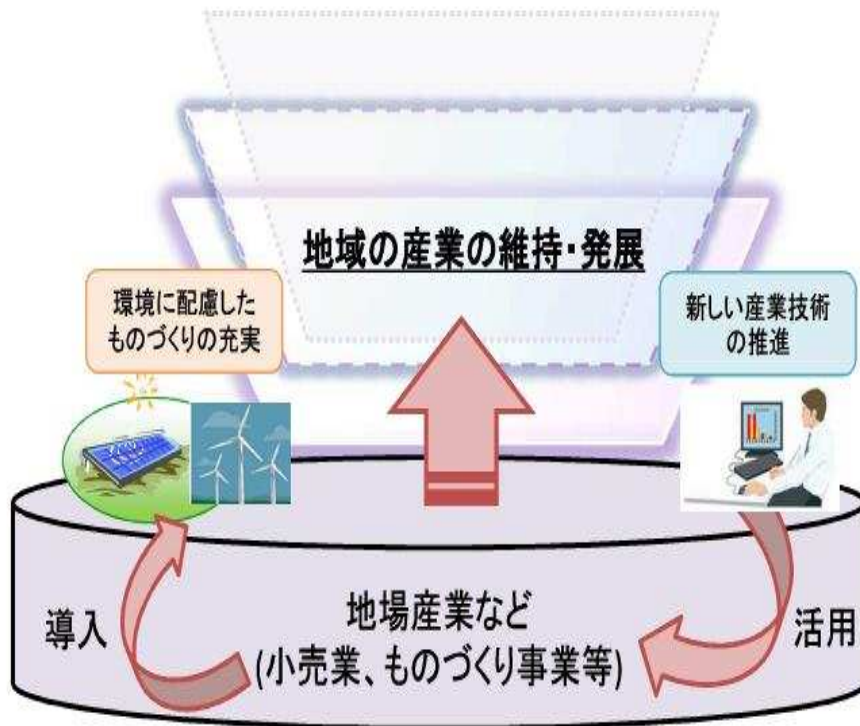 地域の産業の維持・発展
環境に配慮した
ものづくりの充実
新しい産業技術
の推進
導入
地場産業など
(小売業、ものづくり事業等)
活用